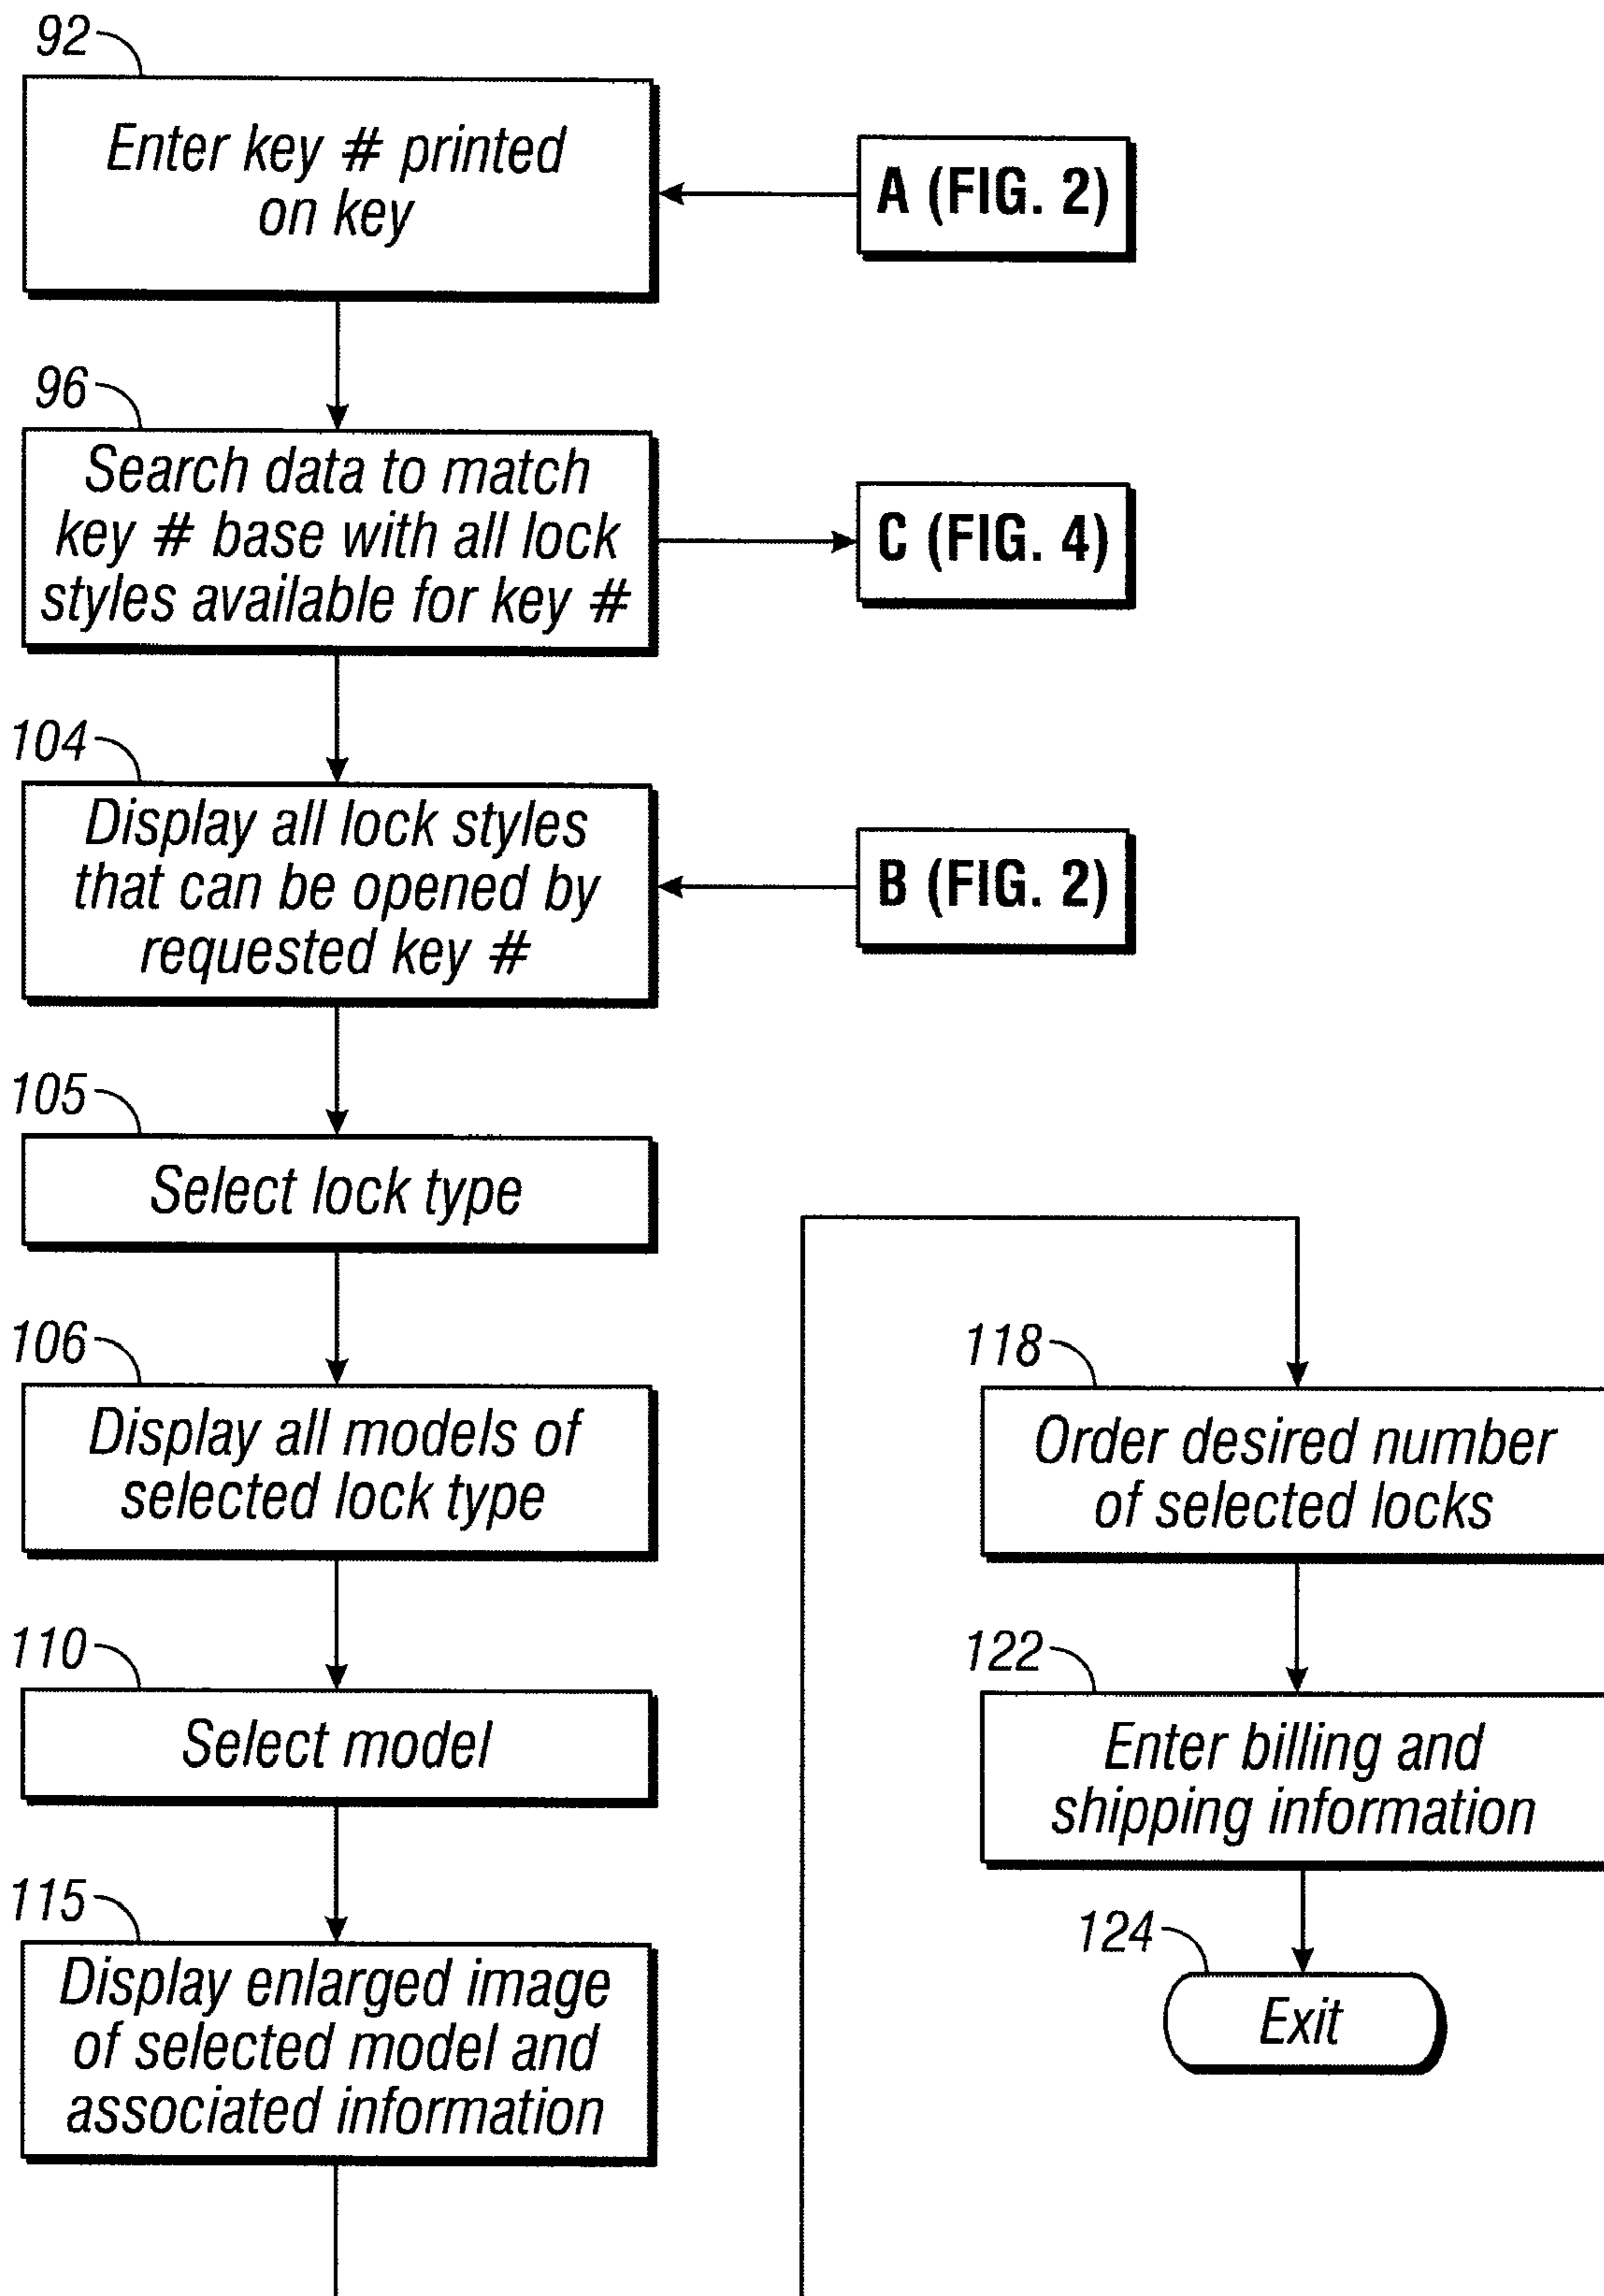 92
Enter key # printed
on key
A (FIG. 2)
96
Search data to match
key # base with all lock
styles available for key #
C (FIG. 4)
104
Display all lock styles
that can be opened by
requested key #
B (FIG. 2)
105
Select lock type
106
Display all models of
selected lock type
110
Select model
115
Display enlarged image
of selected model and
associated information
118
Order desired number
of selected locks
122
Enter billing and
shipping information
124
Exit